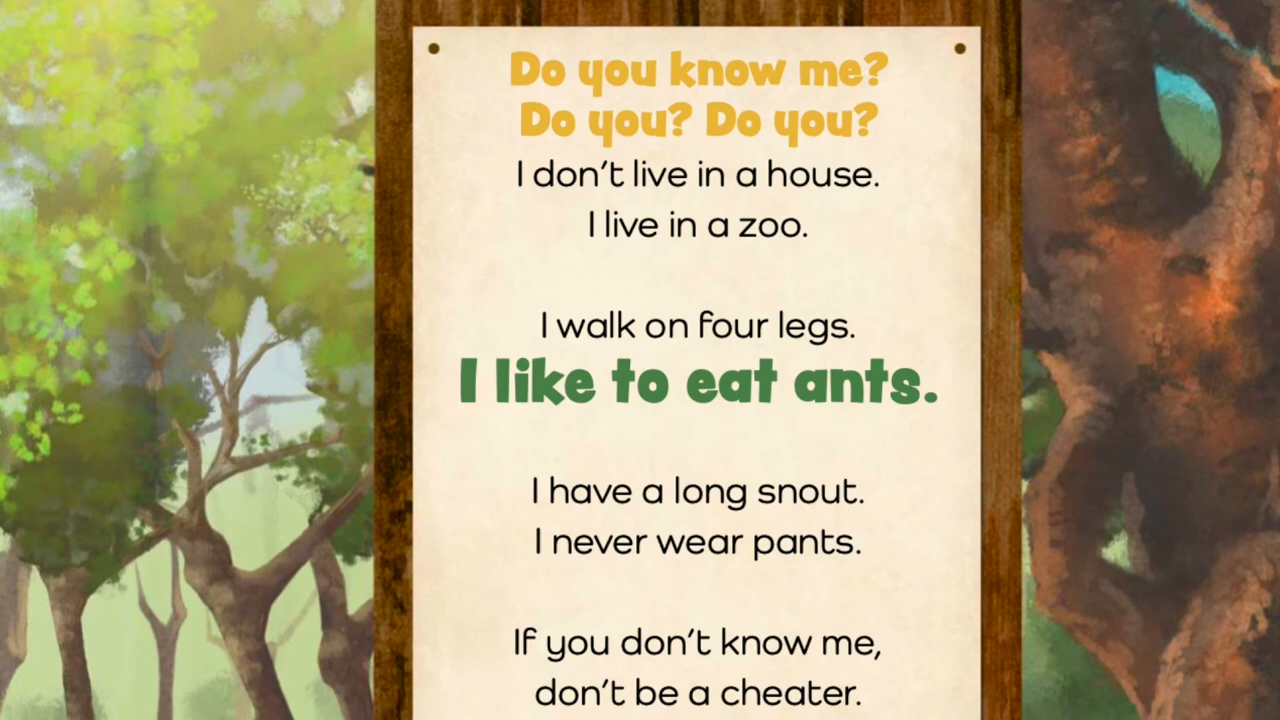 Do you know me?
Do you? Do you?
I don't live in a house.
I live in a zoo.
I walk on four legs.
I like to eat ants.
I have a long snout.
I never wear pants.
If you don't know me,
don't be a cheater.